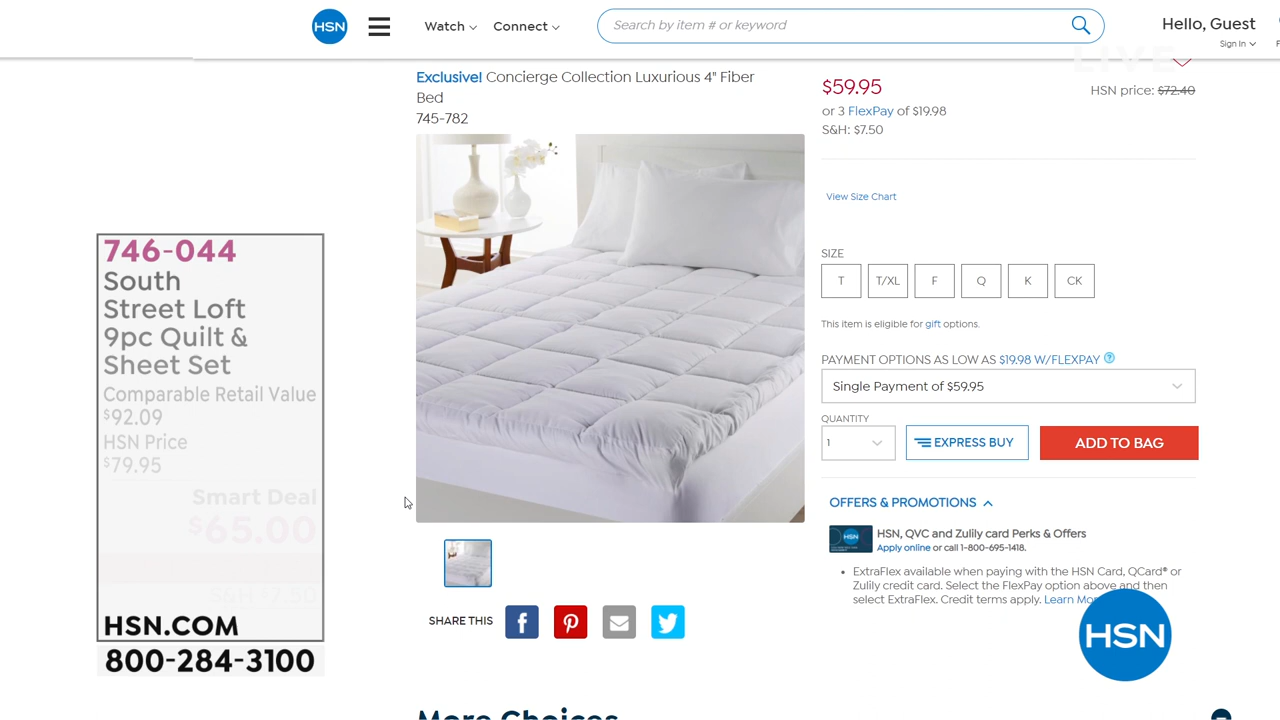 HSN
Watch
Connect
Search by item # or keyword
Hello, Guest
Sign In
LIVE
Exclusive! Concierge Collection Luxurious 4" Fiber
Bed
745-782
$59.95
HSN price: $72.40
or 3 FlexPay of $19.98
S&H: $7.50
View Size Chart
SIZE
T
T/XL
F
Q
K
CK
This item is eligible for gift options.
PAYMENT OPTIONS AS LOW AS $19.98 W/FLEXPAY ?
Single Payment of $59.95
QUANTITY
1
EXPRESS BUY
ADD TO BAG
OFFERS & PROMOTIONS
HSN
HSN, QVC and Zulily card Perks & Offers
Apply online or call 1-800-695-1418.
• ExtraFlex available when paying with the HSN Card, QCard® or
Zulily credit card. Select the FlexPay option above and then
select ExtraFlex. Credit terms apply. Learn
SHARE THIS
HSN
746-044
South
Street Loft
9pc Quilt &
Sheet Set
Comparable Retail Value
$92.09
HSN Price
$79.95
Smart Deal
$65.00
S&H $7.50
HSN.COM
800-284-3100
More Choices